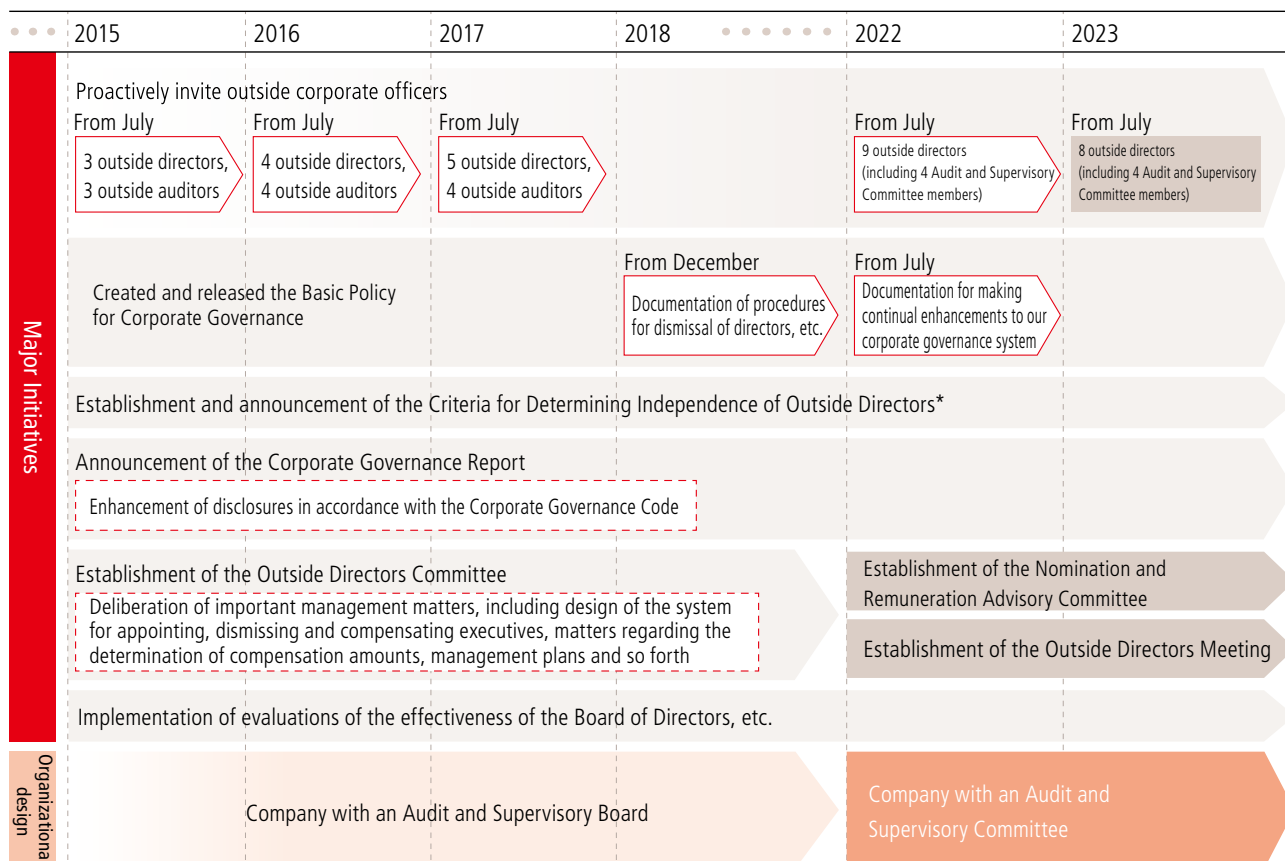 2015 2016 2017 2018 2022 2023
Major Initiatives
Proactively invite outside corporate officers
From July
3 outside directors,
3 outside auditors
From July
4 outside directors,
4 outside auditors
From July
5 outside directors,
4 outside auditors
From July
9 outside directors
(including 4 Audit and Supervisory
Committee members)
From July
8 outside directors
(including 4 Audit and Supervisory
Committee members)
Created and released the Basic Policy
for Corporate Governance
From December
Documentation of procedures
for dismissal of directors, etc.
From July
Documentation for making
continual enhancements to our
corporate governance system
Establishment and announcement of the Criteria for Determining Independence of Outside Directors*
Announcement of the Corporate Governance Report
Enhancement of disclosures in accordance with the Corporate Governance Code
Establishment of the Outside Directors Committee
Deliberation of important management matters, including design of the system
for appointing, dismissing and compensating executives, matters regarding the
determination of compensation amounts, management plans and so forth
Establishment of the Nomination and
Remuneration Advisory Committee
Establishment of the Outside Directors Meeting
Implementation of evaluations of the effectiveness of the Board of Directors, etc.
Organizationa
design
Company with an Audit and Supervisory Board
Company with an Audit and
Supervisory Committee